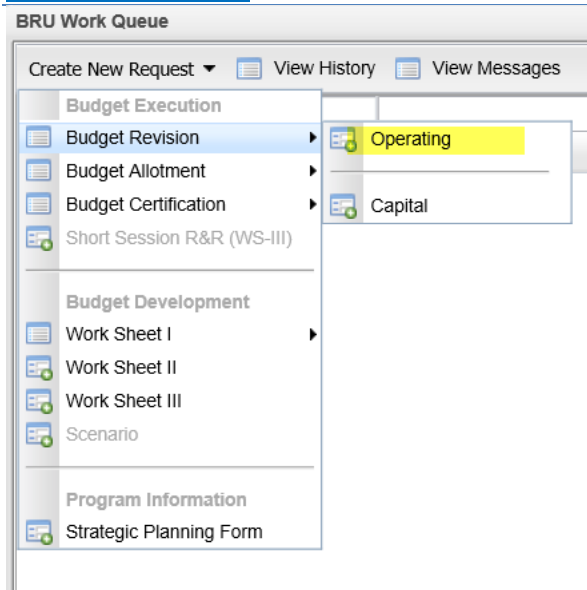 BRU Work Queue
Create New Request View History View Messages
Budget Execution
Budget Revision
Operating
Budget Allotment
Budget Certification
Capital
Short Session R&R (WS-III)
Budget Development
Work Sheet I
Work Sheet II
Work Sheet III
Scenario
Program Information
Strategic Planning Form